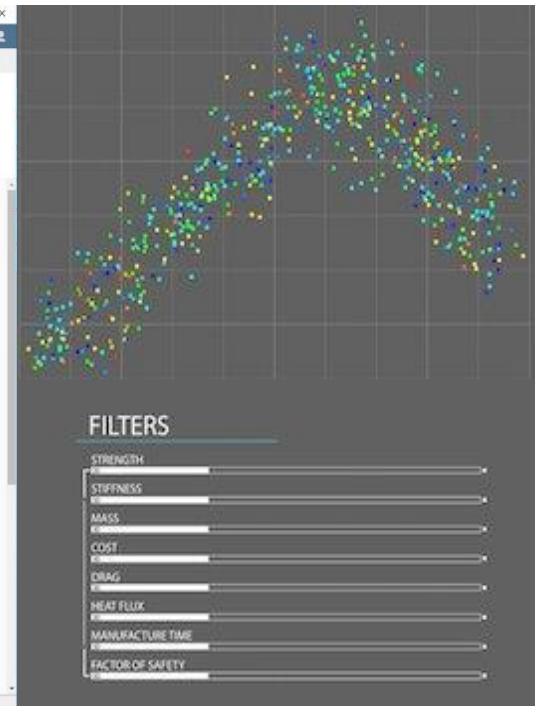 FILTERS
STRENGTH
STIFFNESS
MASS
COST
DRAG
HEAT FLUX
MANUFACTURE TIME
FACTOR OF SAFETY